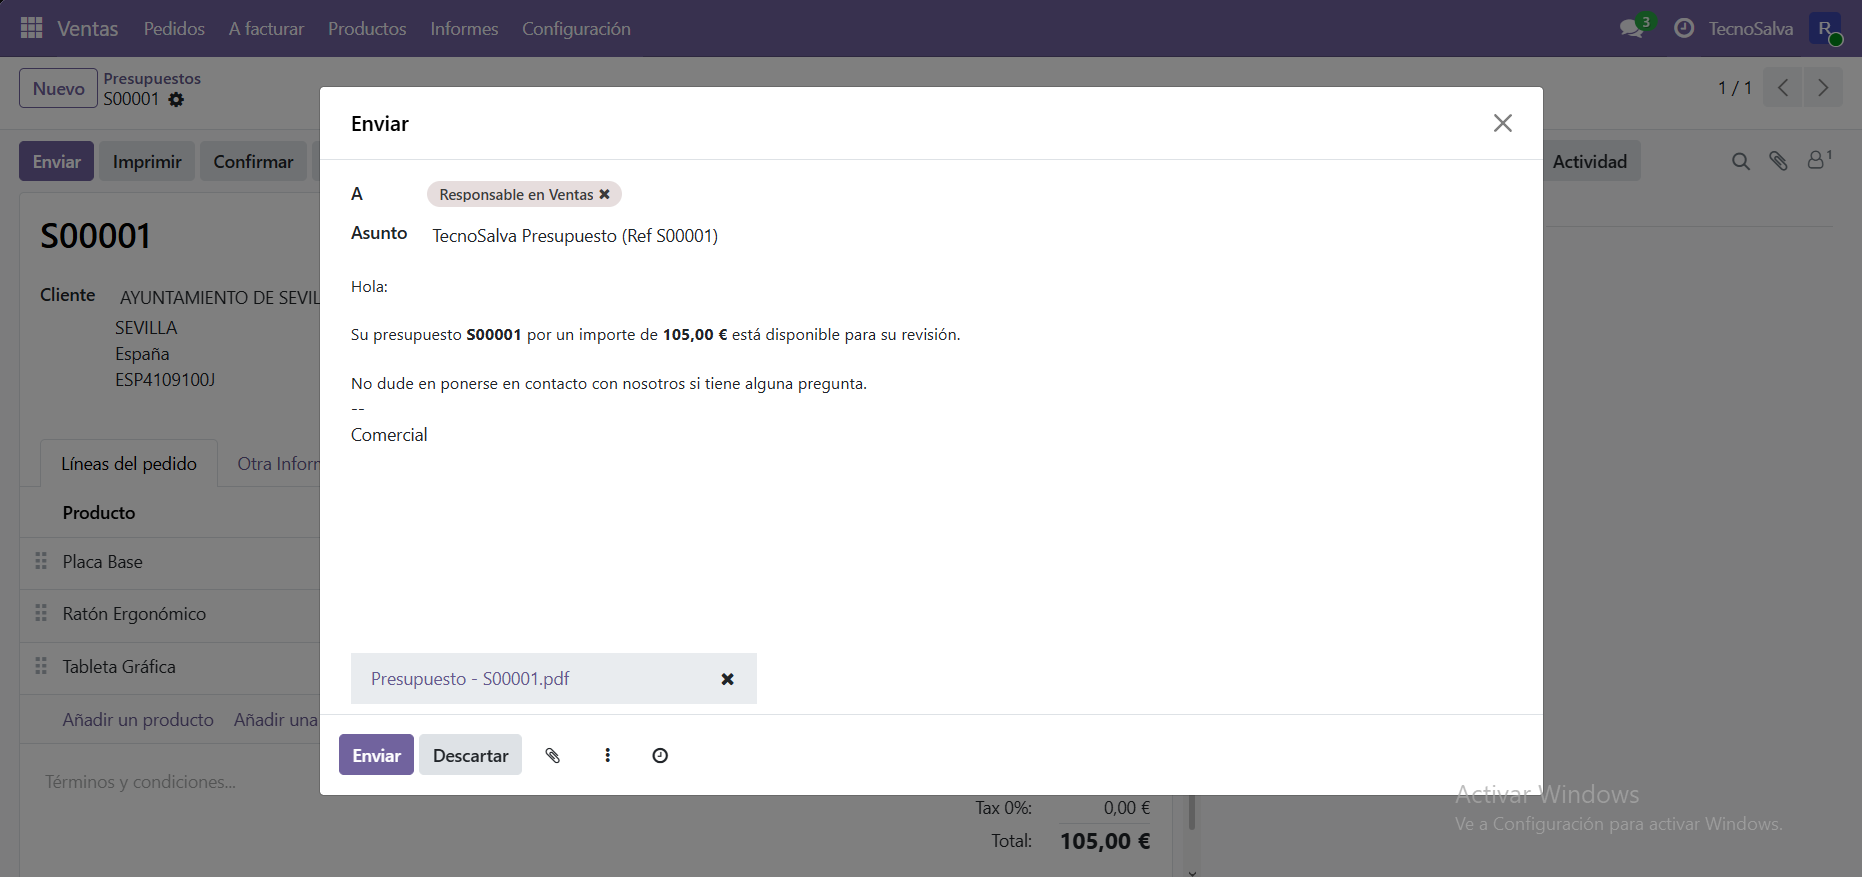 Ventas Pedidos A facturar Productos Informes Configuración 3 TecnoSalva R
Nuevo Presupuestos
S00001
1 / 1
Enviar Imprimir Confirmar Actividad 1
Enviar
A Responsable en Ventas
Asunto TecnoSalva Presupuesto (Ref S00001)
Hola:
Su presupuesto S00001 por un importe de 105,00 € está disponible para su revisión.
No dude en ponerse en contacto con nosotros si tiene alguna pregunta.
--
Comercial
Presupuesto - S00001.pdf
Enviar Descartar
S00001
Cliente AYUNTAMIENTO DE SEVIL
SEVILLA
España
ESP4109100J
Líneas del pedido Otra Inforr
Producto
Placa Base
Ratón Ergonómico
Tableta Gráfica
Añadir un producto Añadir una
Términos y condiciones...
Tax 0%: 0,00 €
Total: 105,00 €
Activar Windows
Ve a Configuración para activar Windows.